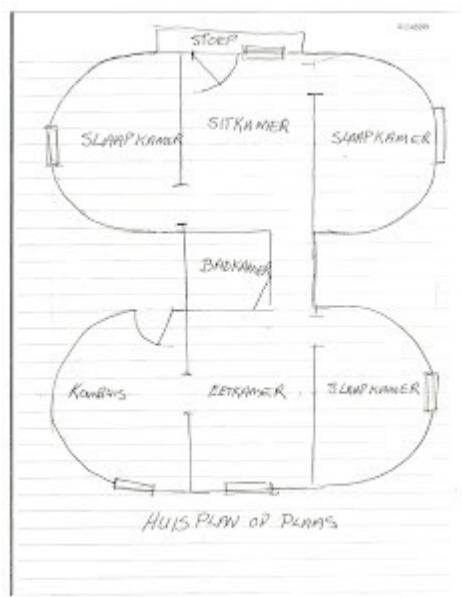 STOEP
SLAAPKAMER
SITKAMER
SLAAPKAMER
BADKAMER
KOMBUIS
EETKAMER
SLAAPKAMER
HUIS PLAN OP PLAAS